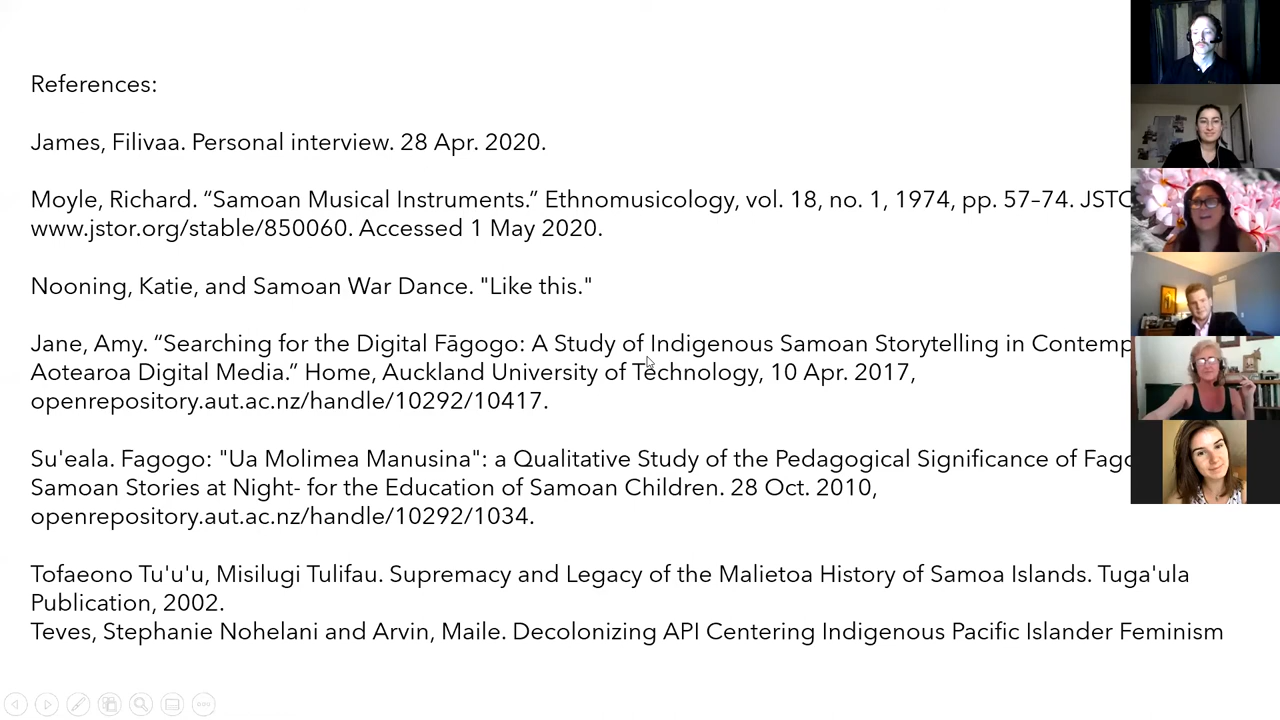 References:
James, Filivaa. Personal interview. 28 Apr. 2020.
Moyle, Richard. “Samoan Musical Instruments.” Ethnomusicology, vol. 18, no. 1, 1974, pp. 57–74. JSTO
www.jstor.org/stable/850060. Accessed 1 May 2020.
Nooning, Katie, and Samoan War Dance. "Like this."
Jane, Amy. “Searching for the Digital Fāgogo: A Study of Indigenous Samoan Storytelling in Contemp
Aotearoa Digital Media.” Home, Auckland University of Technology, 10 Apr. 2017,
openrepository.aut.ac.nz/handle/10292/10417.
Su'eala. Fagogo: "Ua Molimea Manusina": a Qualitative Study of the Pedagogical Significance of Fago
Samoan Stories at Night- for the Education of Samoan Children. 28 Oct. 2010,
openrepository.aut.ac.nz/handle/10292/1034.
Tofaeono Tu'u'u, Misilugi Tulifau. Supremacy and Legacy of the Malietoa History of Samoa Islands. Tuga'ula
Publication, 2002.
Teves, Stephanie Nohelani and Arvin, Maile. Decolonizing API Centering Indigenous Pacific Islander Feminism